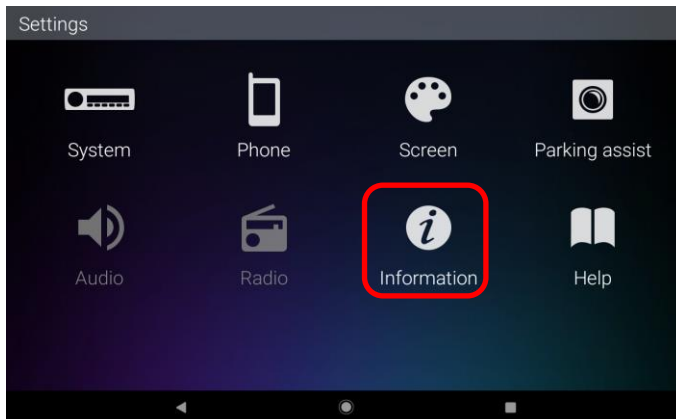 Settings
System Phone Screen Parking assist
Audio Radio Information Help